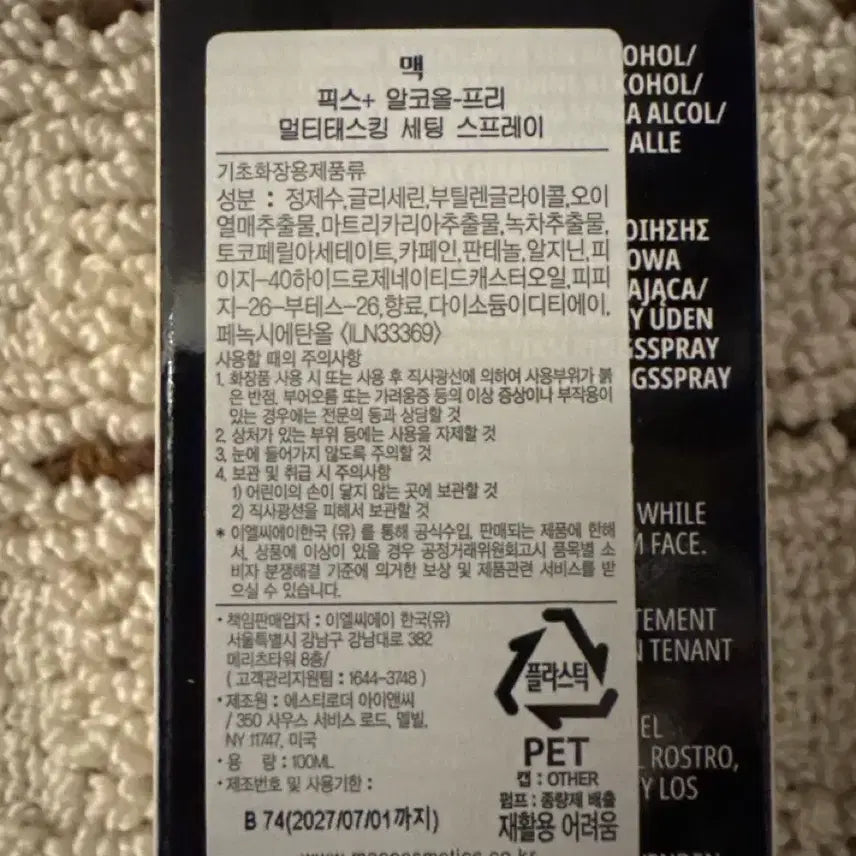 맥
픽스+ 알코올-프리
멀티태스킹 세팅 스프레이
기초화장용제품류
성분 : 정제수,글리세린,부틸렌글라이콜,오이
열매추출물,마트리카리아추출물,녹차추출물,
토코페릴아세테이트,카페인,판테놀,알지닌,피
이지-40하이드로제네이티드캐스터오일,피피
지-26-부테스-26,향료,다이소듐이디티에이,
페녹시에탄올 <ILN33369>
사용할 때의 주의사항
1. 화장품 사용 시 또는 사용 후 직사광선에 의하여 사용부위가 붉
은 반점, 부어오름 또는 가려움증 등의 이상 증상이나 부작용이
있는 경우에는 전문의 등과 상담할 것
2. 상처가 있는 부위 등에는 사용을 자제할 것
3. 눈에 들어가지 않도록 주의할 것
4. 보관 및 취급 시 주의사항
1) 어린이의 손이 닿지 않는 곳에 보관할 것
2) 직사광선을 피해서 보관할 것
* 이엘씨에이한국 (유) 를 통해 공식수입, 판매되는 제품에 한해
서, 상품에 이상이 있을 경우 공정거래위원회고시 품목별 소
비자 분쟁해결 기준에 의거한 보상 및 제품관련 서비스를 받
으실 수 있습니다.
· 책임판매업자 : 이엘씨에이 한국(유)
서울특별시 강남구 강남대로 382
메리츠타워 8층/
( 고객관리지원팀 : 1644-3748 )
· 제조원 : 에스티로더 아이앤씨
/ 350 사우스 서비스 로드, 멜빌,
NY 11747, 미국
· 용 량 : 100ML
· 제조번호 및 사용기한 :
B 74(2027/07/01까지)
플라스틱
PET
캡 : OTHER
펌프 : 종량제 배출
재활용 어려움
www.maccosmetics.co.kr
OHOL/
KOHOL/
A ALCOL/
ALLE
ΟΙΗΣΗΣ
OWA
AJĄCA/
Y UDEN
GSSPRAY
GSSPRAY
WHILE
FACE.
TEMENT
TENANT
EL
ROSTRO,
Y LOS